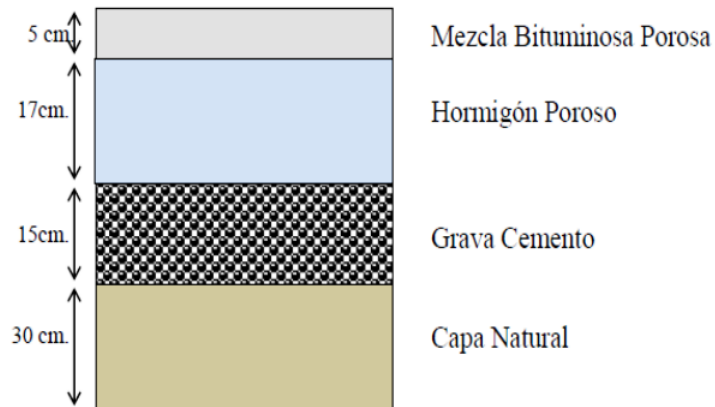 5 cm.
Mezcla Bituminosa Porosa
17cm.
Hormigón Poroso
15cm.
Grava Cemento
30 cm.
Capa Natural